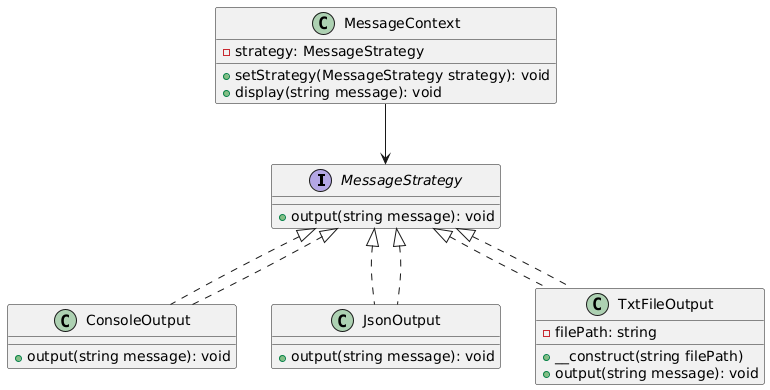 C MessageContext
strategy: MessageStrategy
setStrategy(MessageStrategy strategy): void
display(string message): void
I MessageStrategy
output(string message): void
C ConsoleOutput
output(string message): void
C JsonOutput
output(string message): void
C TxtFileOutput
filePath: string
__construct(string filePath)
output(string message): void